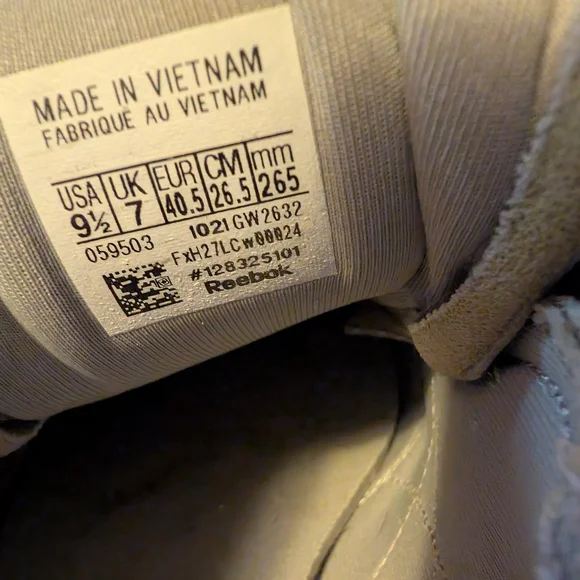 MADE IN VIETNAM
FABRIQUÉ AU VIETNAM
USA UK EUR CM mm
9½ 7 40.5 26.5 265
059503 1021 GW2632
FxH27LCw00024
#128325101
Reebok